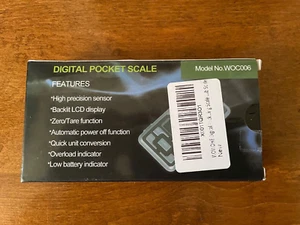 DIGITAL POCKET SCALE
Model No.WOC006
FEATURES
•High precision sensor
•Backlit LCD display
•Zero/Tare function
•Automatic power off function
•Quick unit conversion
•Overload indicator
•Low battery indicator